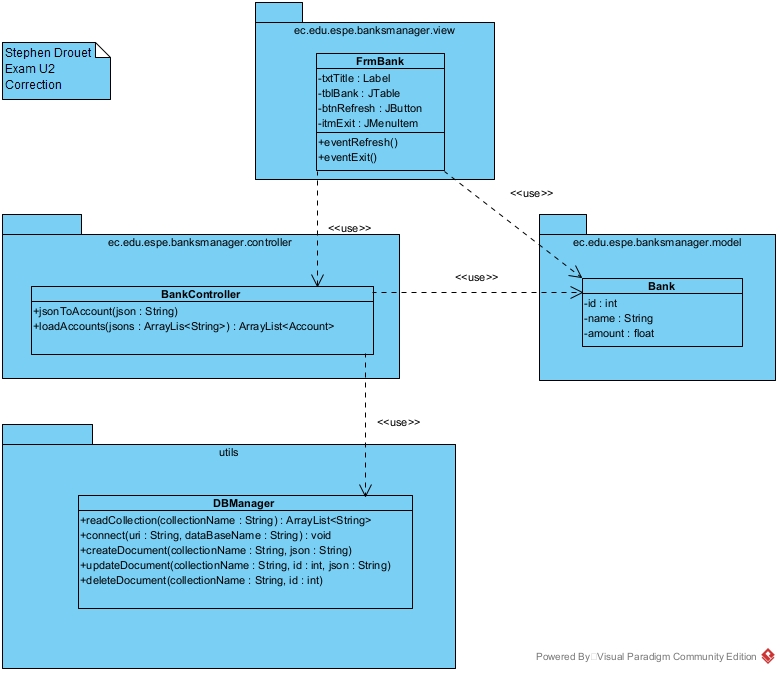 Stephen Drouet
Exam U2
Correction
ec.edu.espe.banksmanager.view
FrmBank
-txtTitle : Label
-tblBank : JTable
-btnRefresh : JButton
-itmExit : JMenuItem
+eventRefresh()
+eventExit()
<<use>>
<<use>>
ec.edu.espe.banksmanager.controller
BankController
+jsonToAccount(json : String)
+loadAccounts(jsons : ArrayLis<String>) : ArrayList<Account>
<<use>>
ec.edu.espe.banksmanager.model
Bank
-id : int
-name : String
-amount : float
<<use>>
utils
DBManager
+readCollection(collectionName : String) : ArrayList<String>
+connect(uri : String, dataBaseName : String) : void
+createDocument(collectionName : String, json : String)
+updateDocument(collectionName : String, id : int, json : String)
+deleteDocument(collectionName : String, id : int)
Powered By Visual Paradigm Community Edition